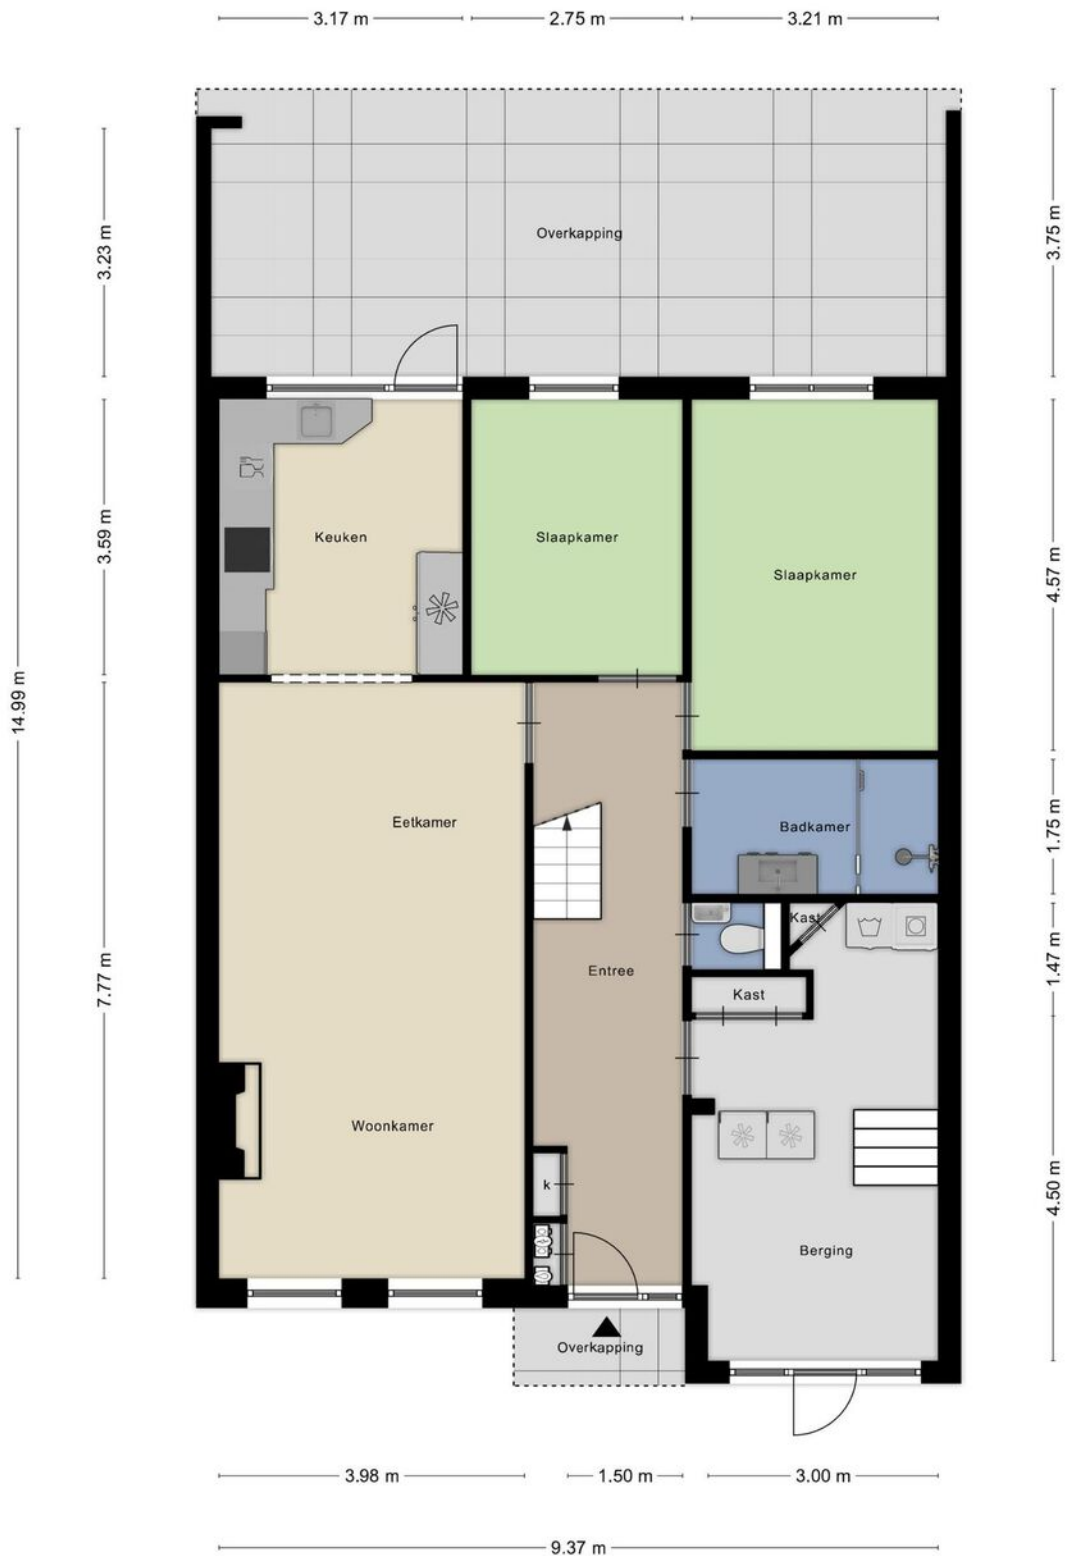 3.17 m
2.75 m
3.21 m
Overkapping
3.23 m
3.75 m
14.99 m
Keuken
Slaapkamer
Slaapkamer
3.59 m
4.57 m
Eetkamer
Badkamer
1.75 m
Kast
Entree
Kast
1.47 m
7.77 m
Woonkamer
k
Berging
4.50 m
Overkapping
3.98 m
1.50 m
3.00 m
9.37 m